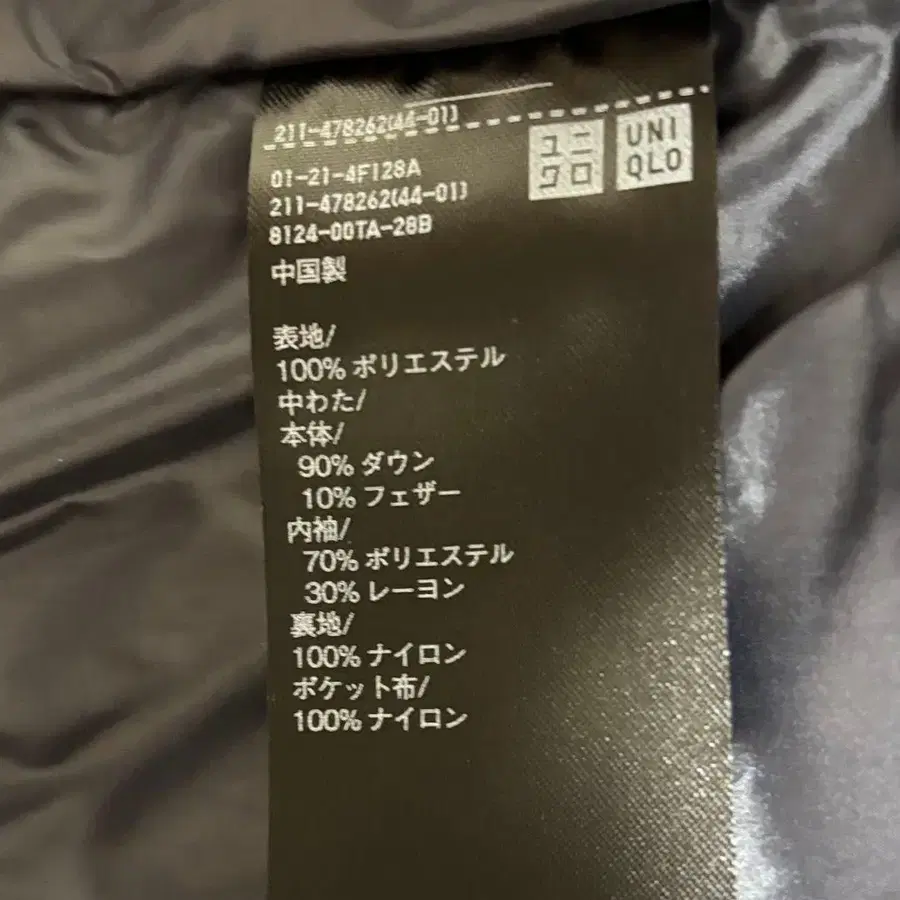 211-478262(44-01)
ユニ
クロ
UNI
QLO
01-21-4F128A
211-478262(44-01)
8124-00TA-28B
中国製
表地/
100% ポリエステル
中わた/
本体/
90% ダウン
10% フェザー
内袖/
70% ポリエステル
30% レーヨン
裏地/
100% ナイロン
ポケット布/
100% ナイロン